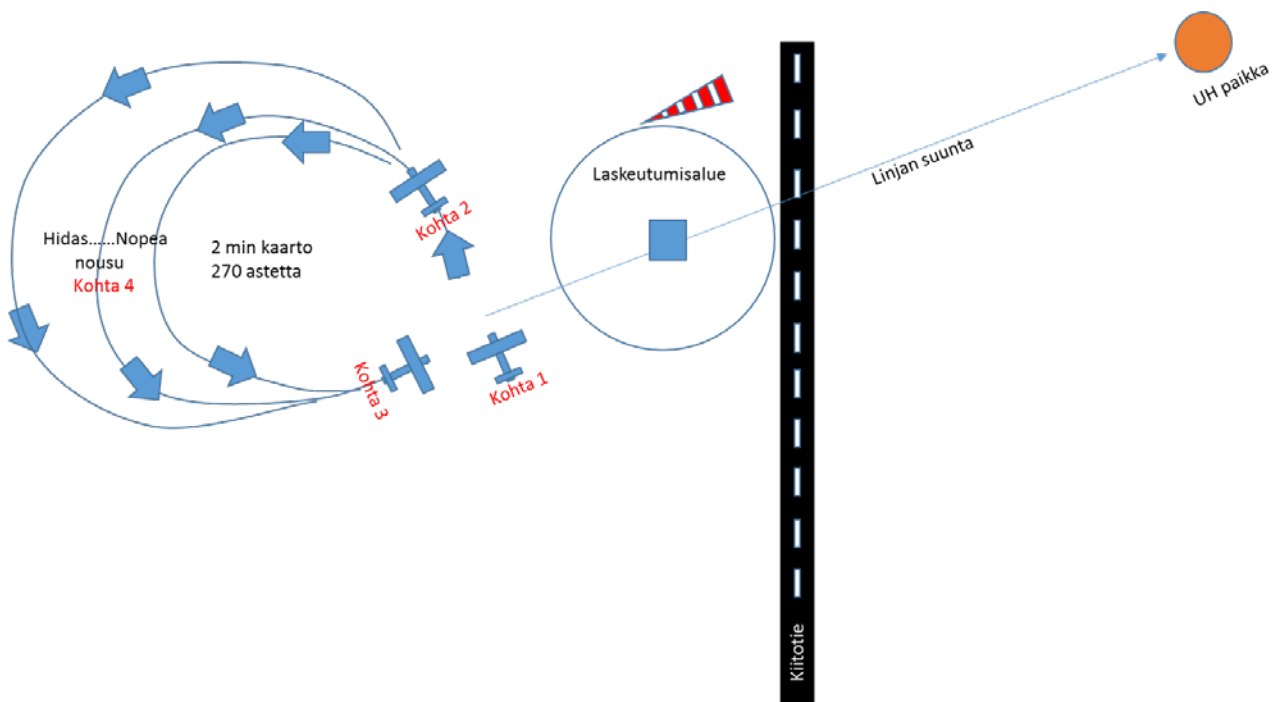 UH paikka
Linjan suunta
Laskeutumisalue
Kohta 2
Hidas......Nopea
nousu
Kohta 4
2 min kaarto
270 astetta
Kohta 3
Kohta 1
Kiitotie